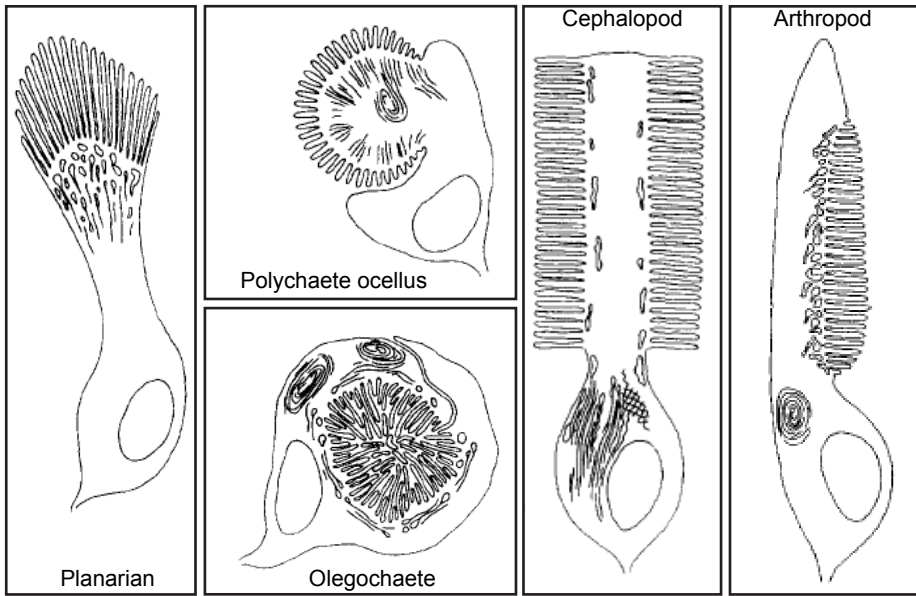 Planarian
Polychaete ocellus
Olegochaete
Cephalopod
Arthropod